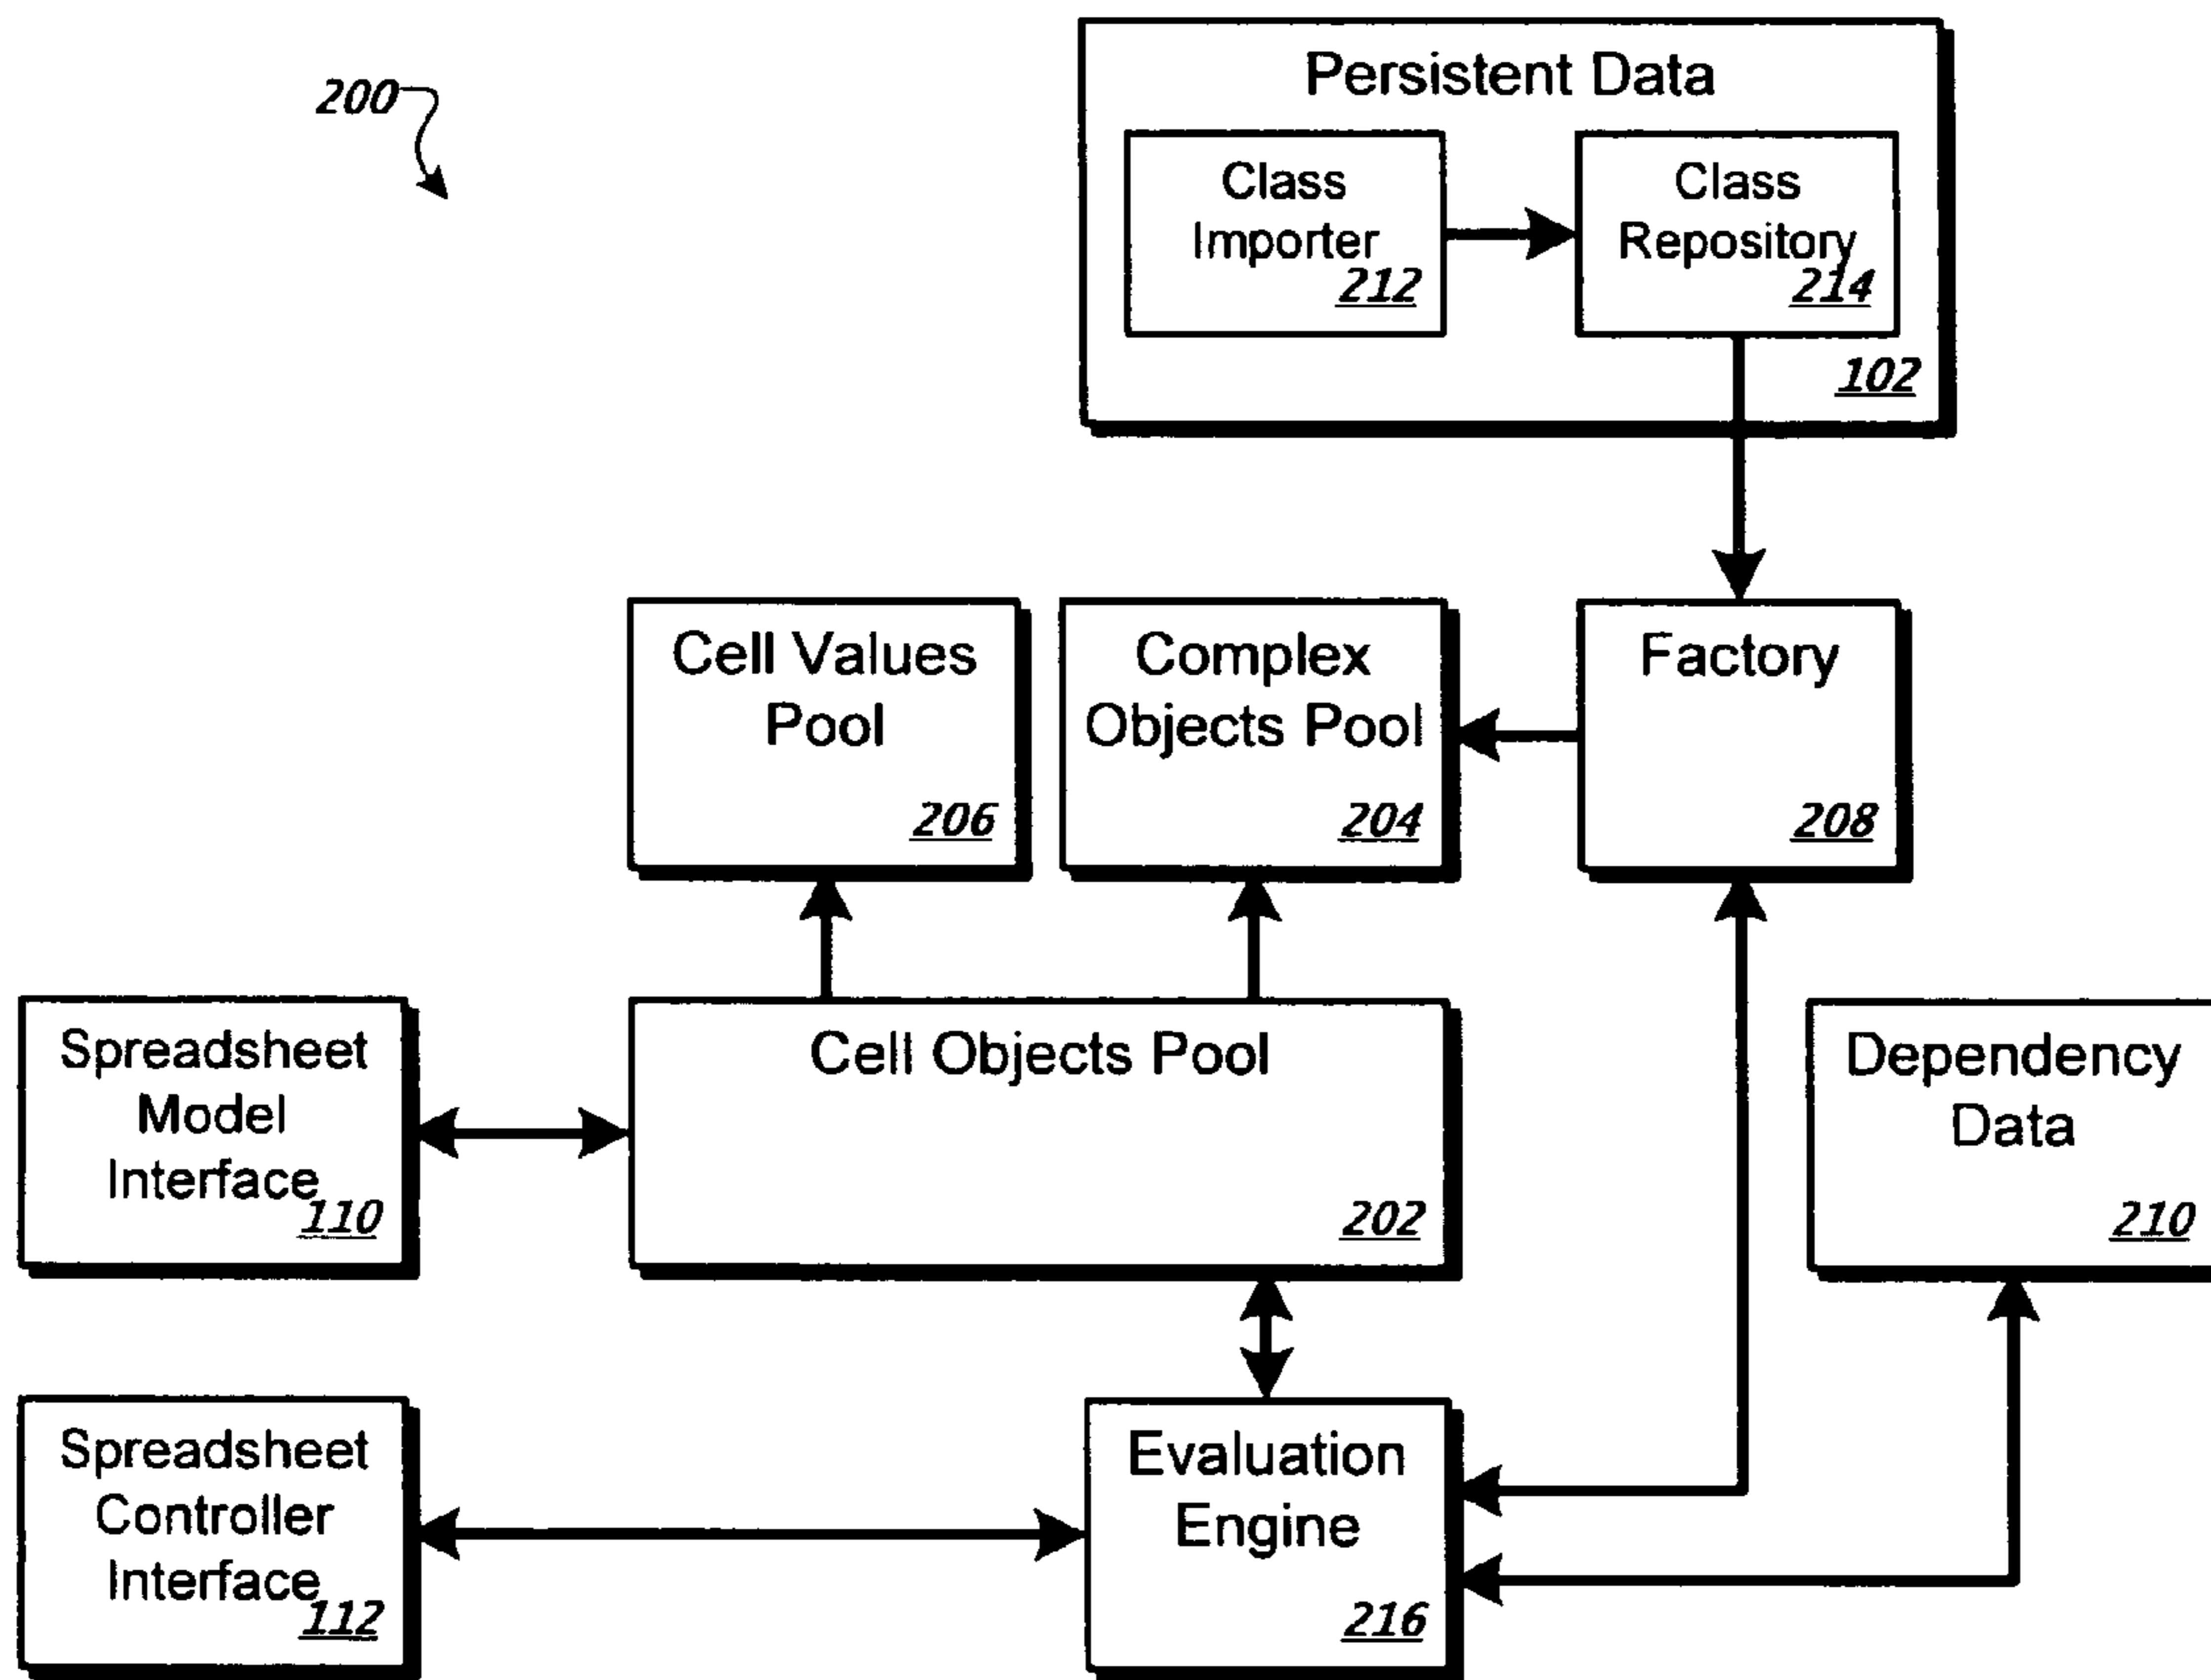 200
Persistent Data
Class
Importer
212
Class
Repository
214
102
Cell Values
Pool
206
Complex
Objects Pool
204
Factory
208
Spreadsheet
Model
Interface
110
Cell Objects Pool
202
Dependency
Data
210
Spreadsheet
Controller
Interface
112
Evaluation
Engine
216